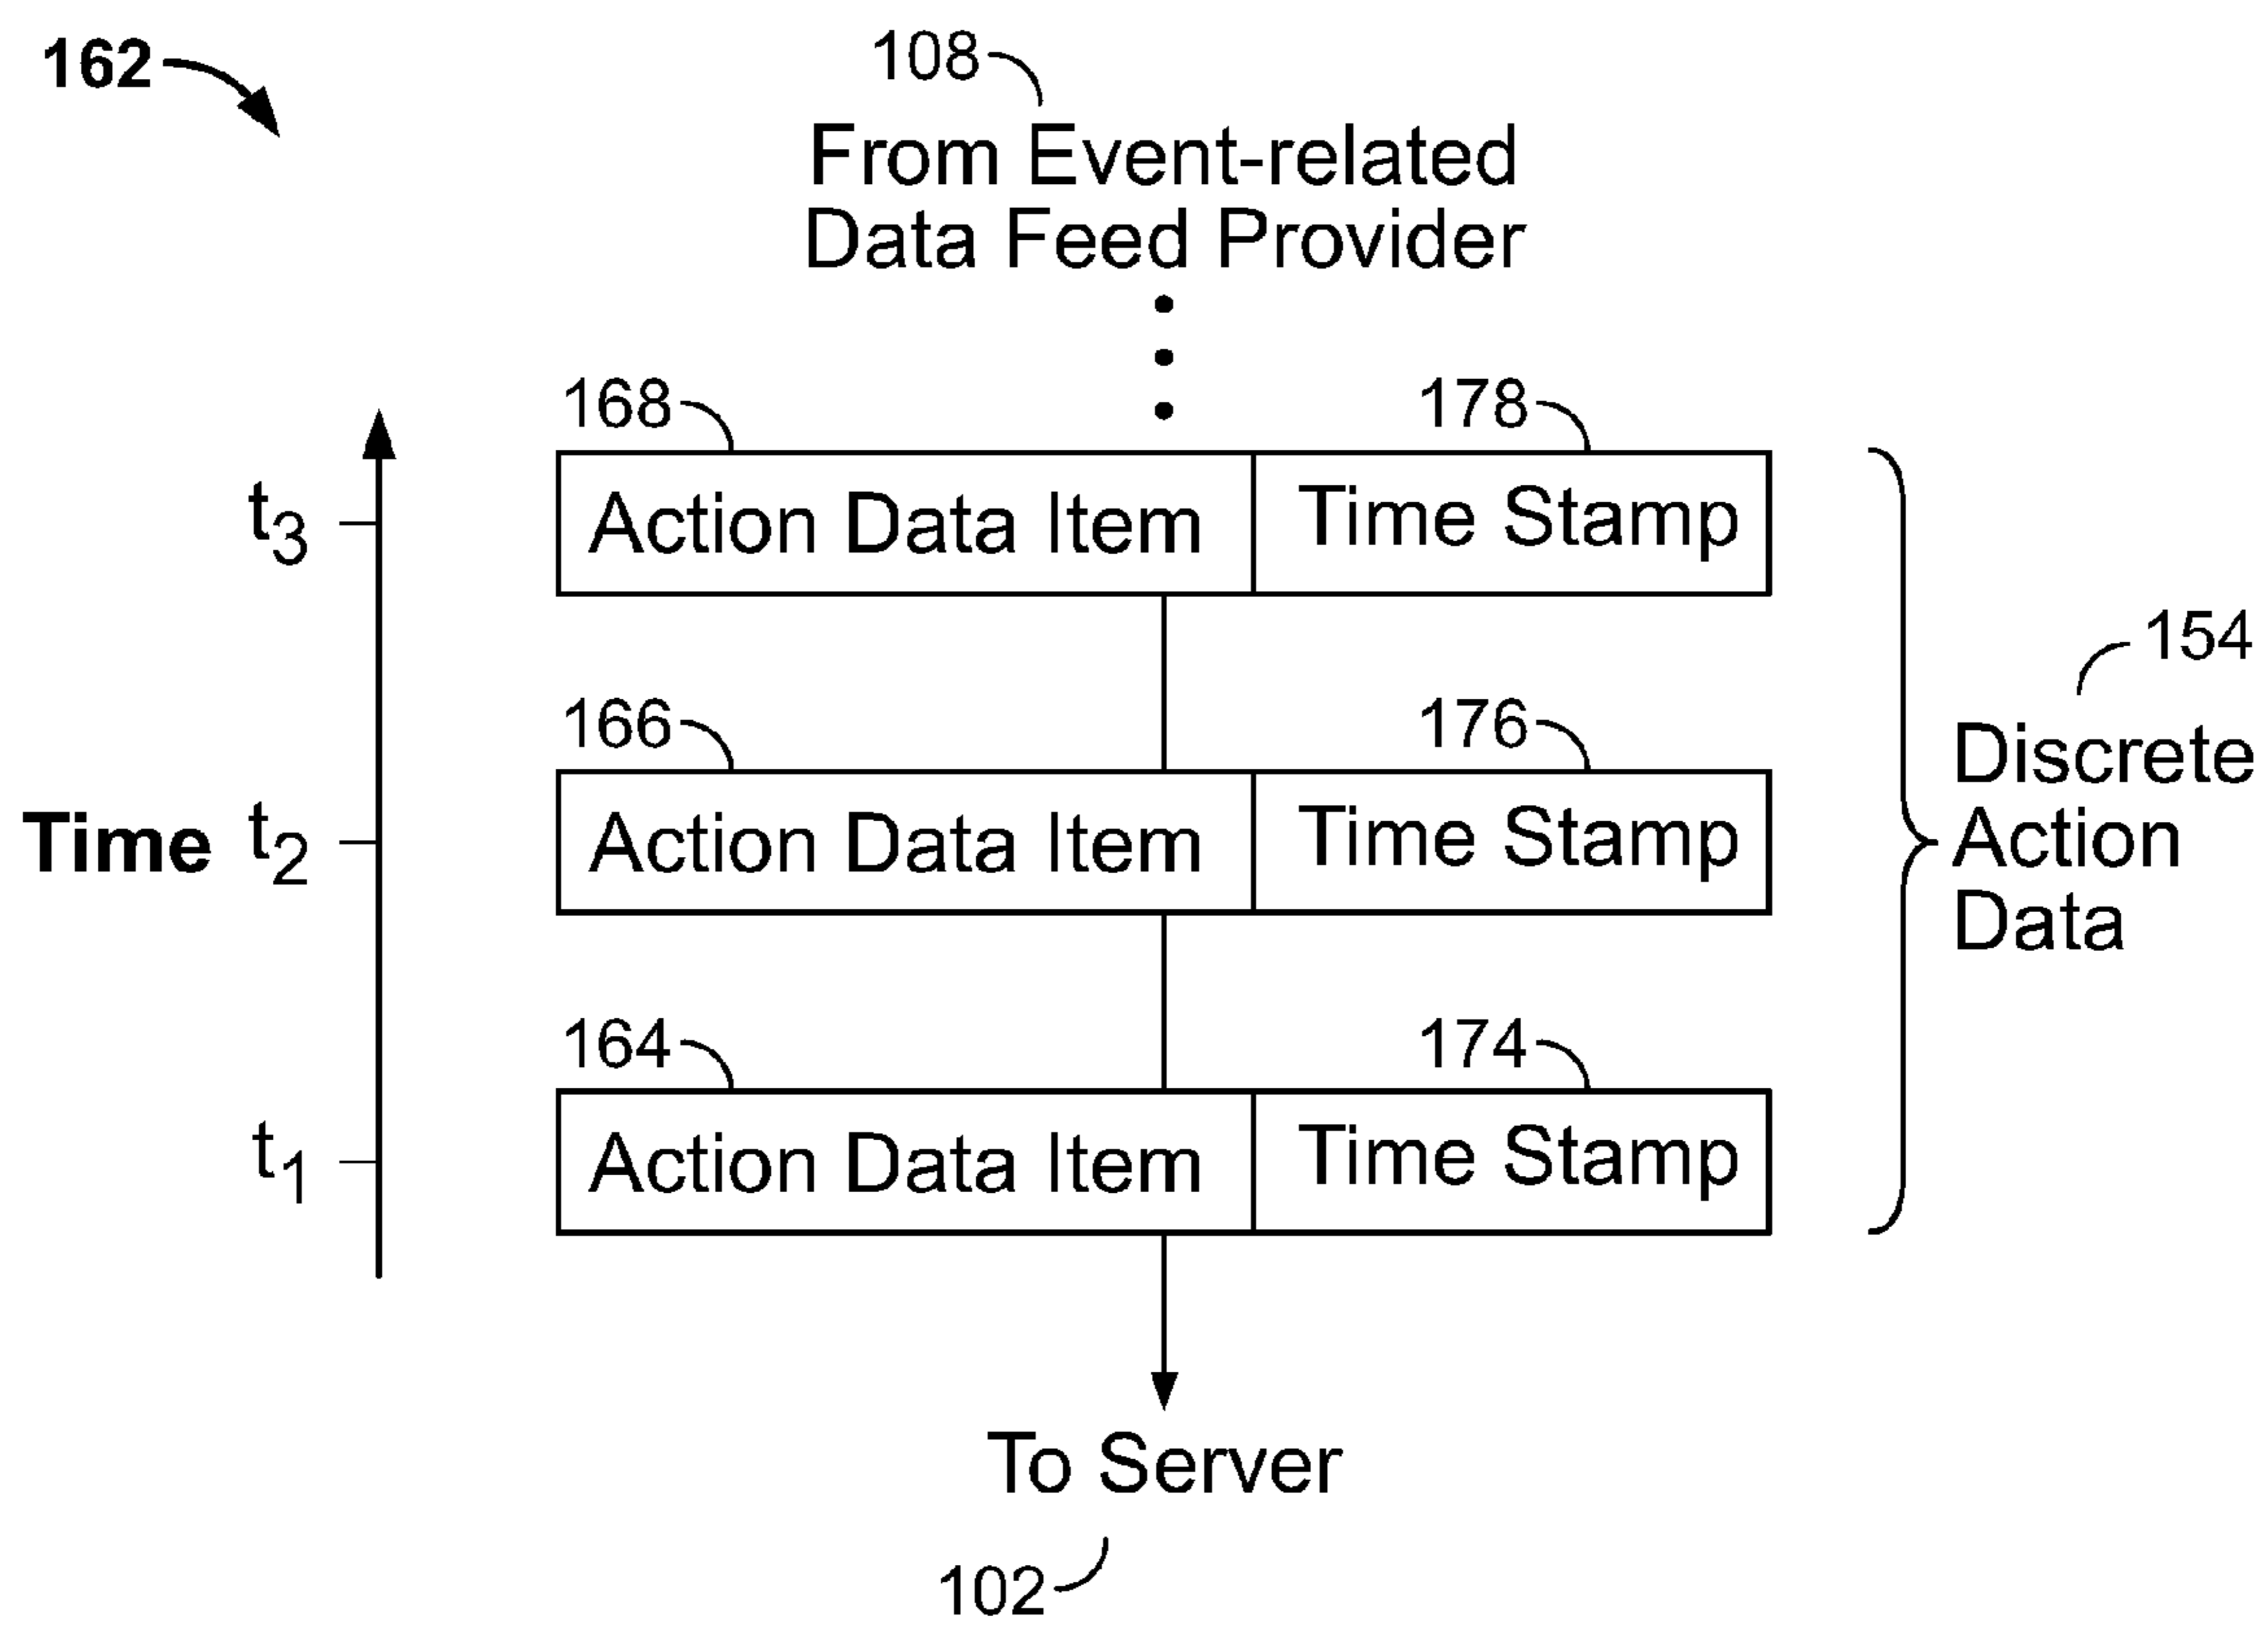 162
108
From Event-related
Data Feed Provider
168
178
t3
Action Data Item
Time Stamp
154
166
176
Time
t2
Action Data Item
Time Stamp
Discrete
Action
Data
164
174
t1
Action Data Item
Time Stamp
To Server
102